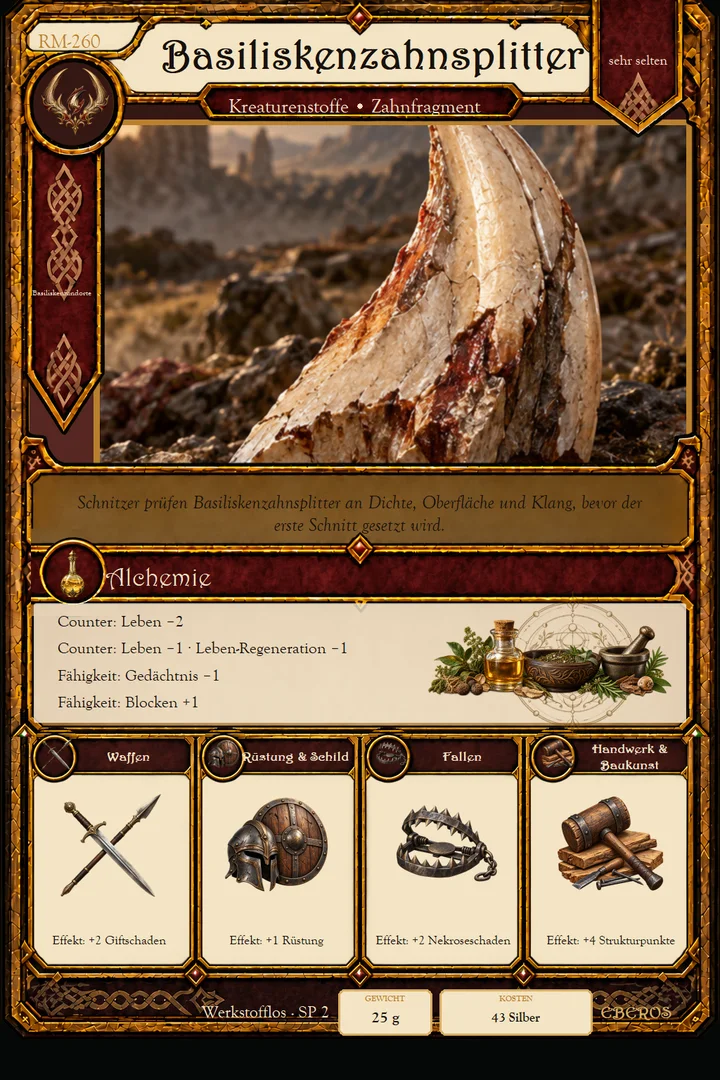 RM-260
Basiliskenzahnsplitter
sehr selten
Kreaturenstoffe • Zahnfragment
Schnitzer prüfen Basiliskenzahnsplitter an Dichte, Oberfläche und Klang, bevor der
erste Schnitt gesetzt wird.
Alchemie
Counter: Leben −2
Counter: Leben −1 · Leben-Regeneration −1
Fähigkeit: Gedächtnis −1
Fähigkeit: Blocken +1
Waffen
Rüstung & Schild
Fallen
Handwerk &
Baukunst
Effekt: +2 Giftschaden
Effekt: +1 Rüstung
Effekt: +2 Nekroseschaden
Effekt: +4 Strukturpunkte
Werkstofflos · SP 2
GEWICHT
25 g
KOSTEN
43 Silber
EBEROS